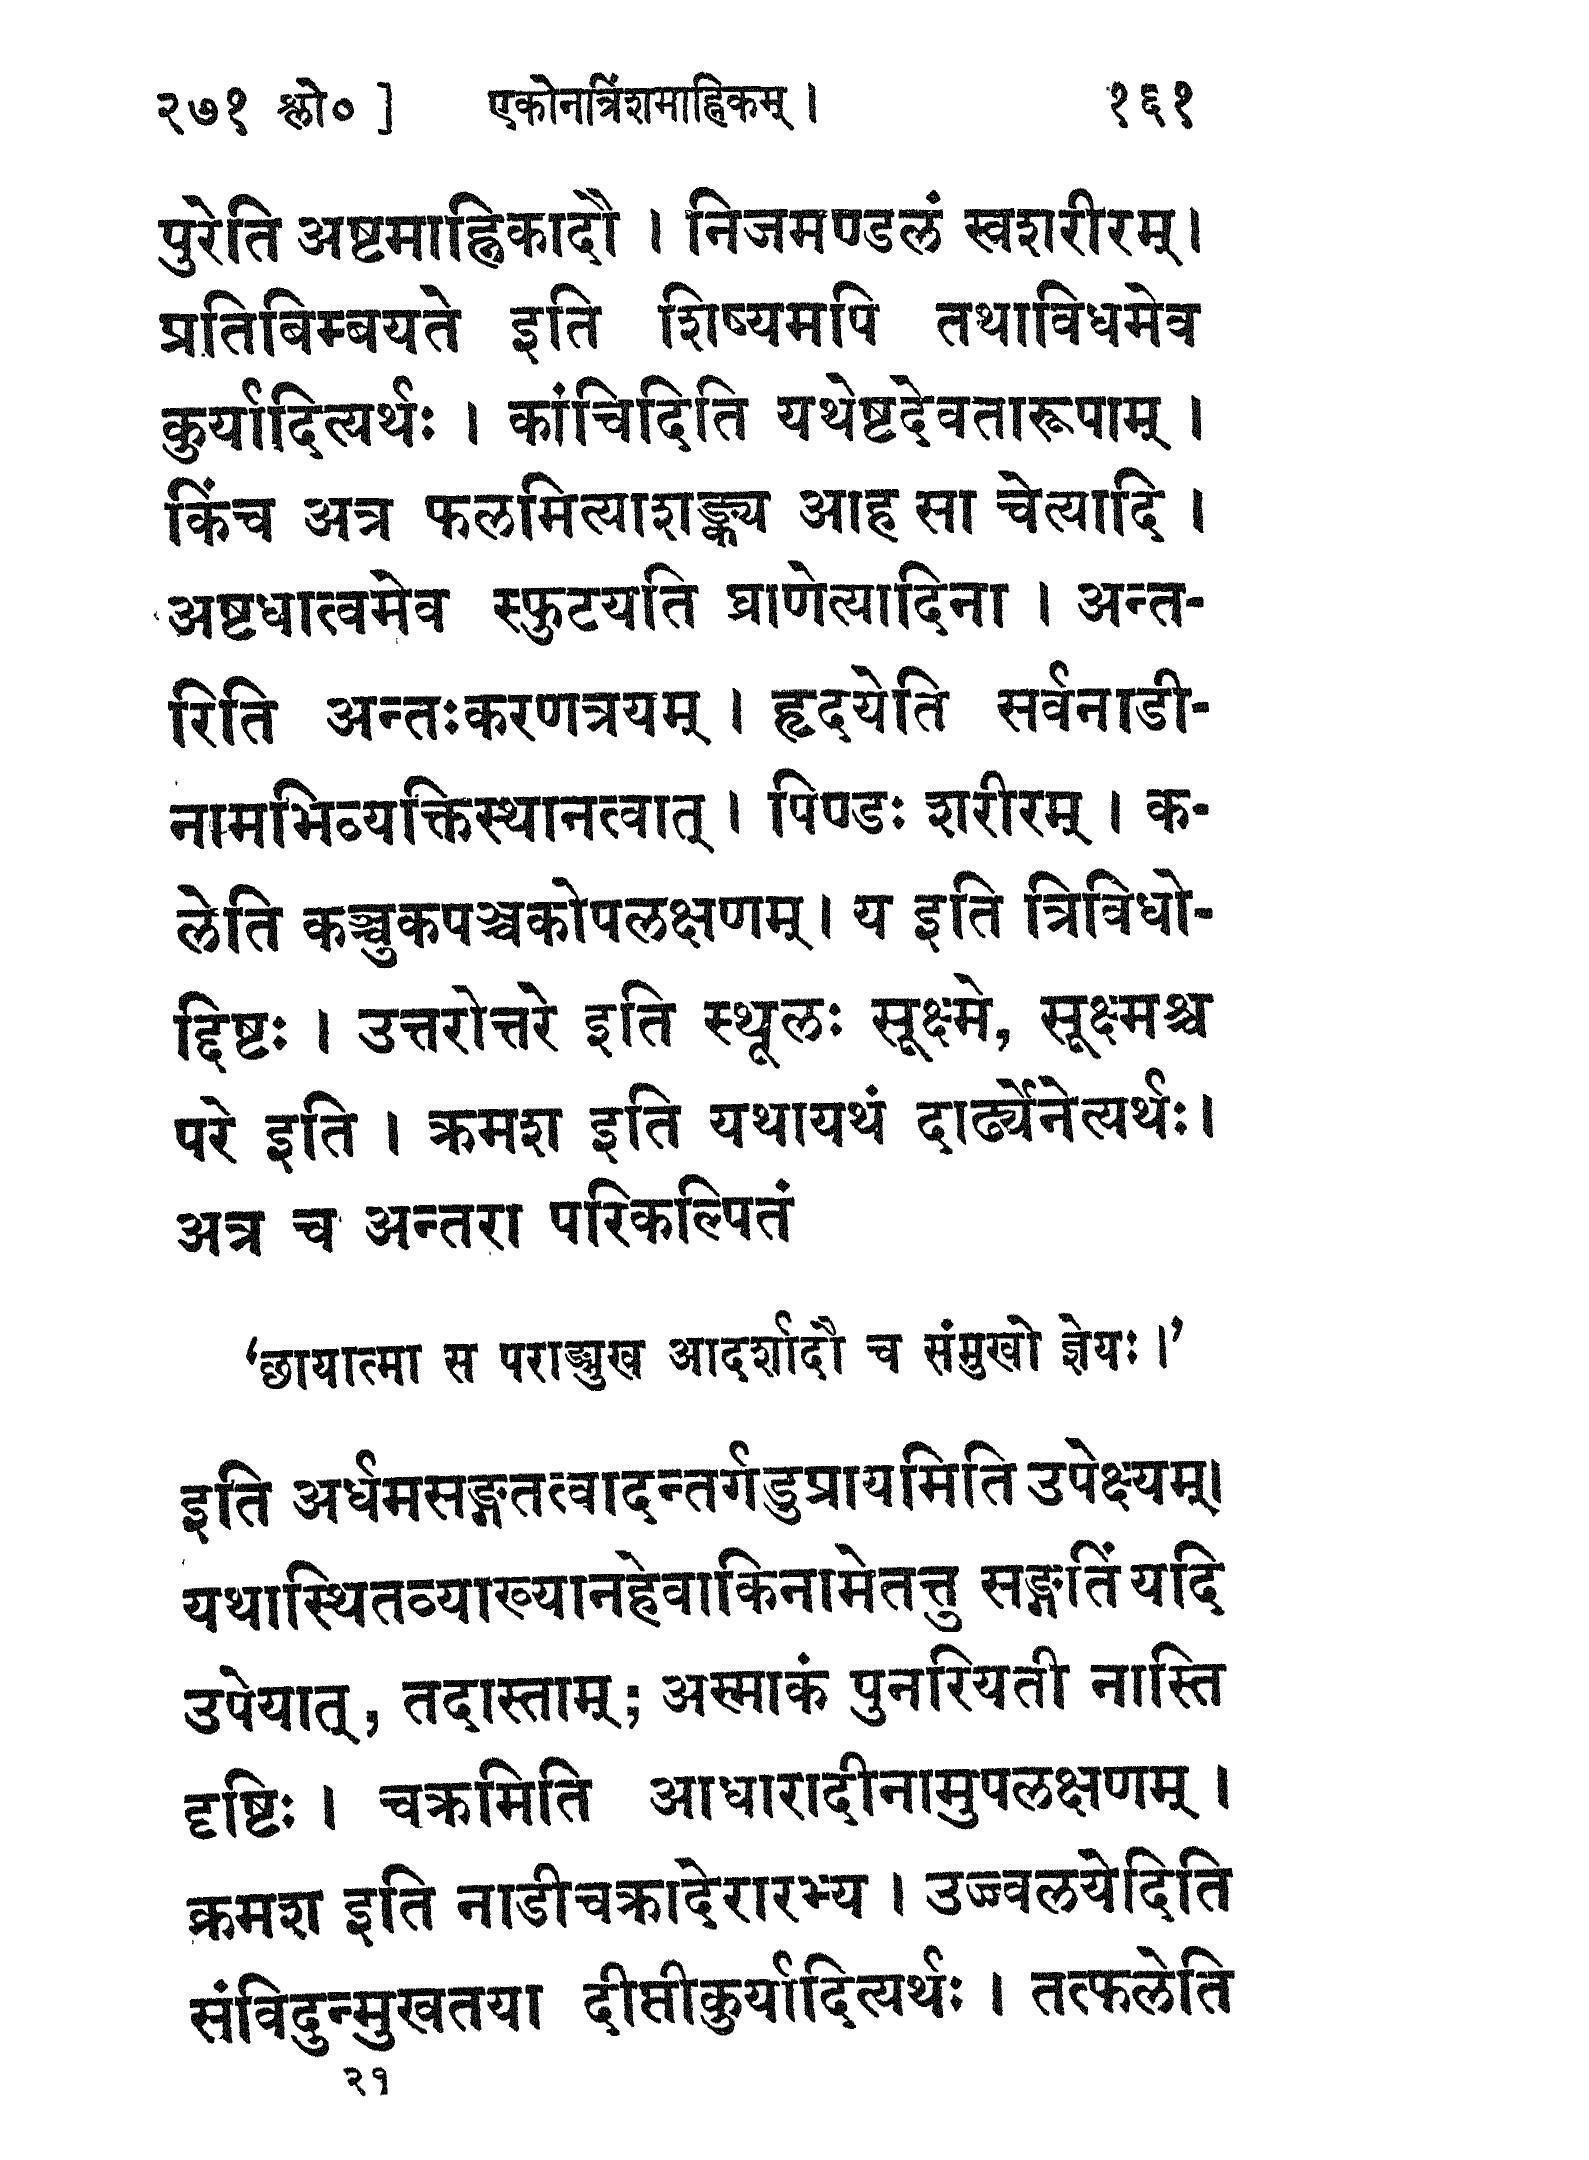 २७१ श्लो० ] एकोनत्रिंशमाह्निकम् । १६१
पुरेति अष्टमाह्निकादौ । निजमण्डलं स्वशरीरम् ।
प्रतिबिम्बयते इति शिष्यमपि तथाविधमेव
कुर्यादित्यर्थः । कांचिदिति यथेष्टदेवतारूपाम् ।
किंच अत्र फलमित्याशङ्क्य आह सा चेत्यादि ।
अष्टधात्वमेव स्फुटयति घ्राणेत्यादिना । अन्त-
रिति अन्तःकरणत्रयम् । हृदयेति सर्वनाडी-
नामभिव्यक्तिस्थानत्वात् । पिण्डः शरीरम् । क-
लेति कञ्चुकपञ्चकोपलक्षणम् । य इति त्रिविधो-
द्दिष्टः । उत्तरोत्तरे इति स्थूलः सूक्ष्मे, सूक्ष्मश्च
परे इति । क्रमश इति यथायथं दार्ढ्येनेत्यर्थः ।
अत्र च अन्तरा परिकल्पितं
‘छायात्मा स पराङ्मुख आदर्शादौ च संमुखो ज्ञेयः ।’
इति अर्धमसङ्गतत्वादन्तर्गडुप्रायमिति उपेक्ष्यम् ।
यथास्थितव्याख्यानहेवाकिनामेतत्तु सङ्गतिं यदि
उपेयात्, तदास्ताम्; अस्माकं पुनरियती नास्ति
दृष्टिः । चक्रमिति आधारादीनामुपलक्षणम् ।
क्रमश इति नाडीचक्रादेरारभ्य । उज्ज्वलयेदिति
संविदुन्मुखतया दीप्तीकुर्यादित्यर्थः । तत्फलेति
२१